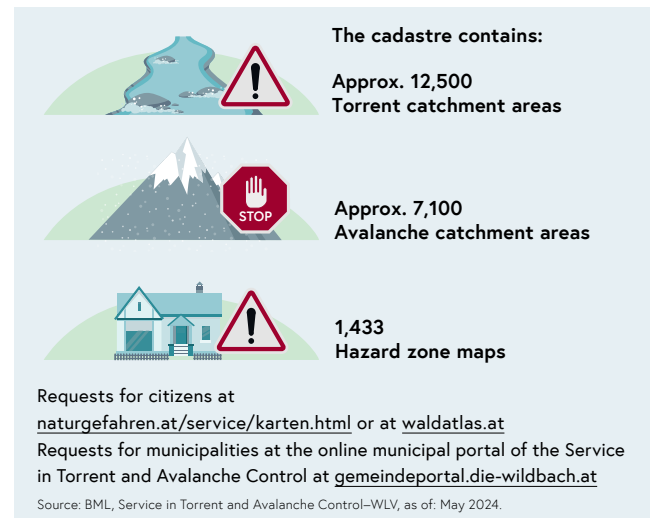 The cadastre contains:
Approx. 12,500
Torrent catchment areas
STOP
Approx. 7,100
Avalanche catchment areas
1,433
Hazard zone maps
Requests for citizens at
naturgefahren.at/service/karten.html or at waldatlas.at
Requests for municipalities at the online municipal portal of the Service
in Torrent and Avalanche Control at gemeindeportal.die-wildbach.at
Source: BML, Service in Torrent and Avalanche Control–WLV, as of: May 2024.